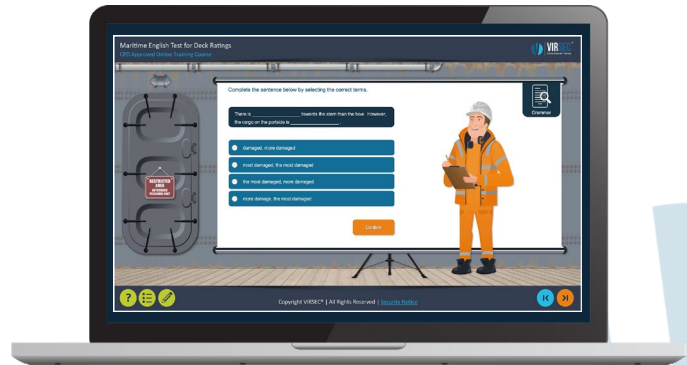 Maritime English Test for Deck Ratings
CPD Approved Online Training Course
VIRSEC
Complete the sentence below by selecting the correct terms.
Grammar
There is ____________ towards the stern than the bow. However,
the cargo on the portside is ____________ .
damaged, more damaged
most damaged, the most damaged
the most damaged, more damaged
more damage, the most damaged
RESTRICTED
AREA
Confirm
Copyright VIRSEC® | All Rights Reserved | Security Notice